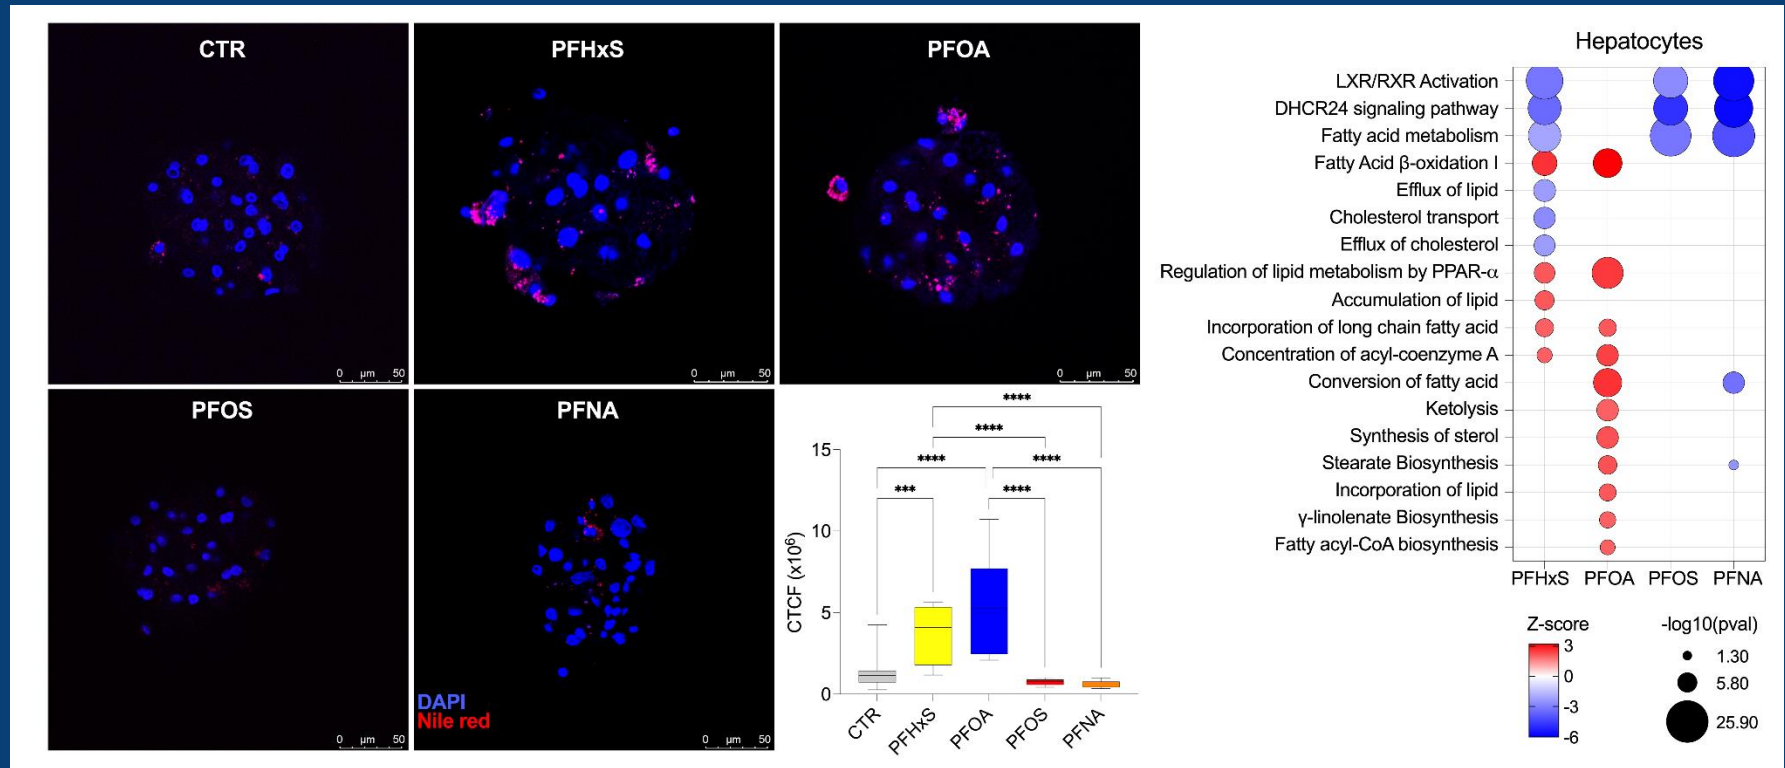 CTR
PFHxS
PFOA
0 µm 50
0 µm 50
0 µm 50
PFOS
PFNA
DAPI
Nile red
0 µm 50
0 µm 50
****
****
**** ****
*** ****
CTCF (x10⁶)
15
10
5
0
CTR
PFHxS
PFOA
PFOS
PFNA
Hepatocytes
LXR/RXR Activation
DHCR24 signaling pathway
Fatty acid metabolism
Fatty Acid β-oxidation I
Efflux of lipid
Cholesterol transport
Efflux of cholesterol
Regulation of lipid metabolism by PPAR-α
Accumulation of lipid
Incorporation of long chain fatty acid
Concentration of acyl-coenzyme A
Conversion of fatty acid
Ketolysis
Synthesis of sterol
Stearate Biosynthesis
Incorporation of lipid
γ-linolenate Biosynthesis
Fatty acyl-CoA biosynthesis
PFHxS PFOA PFOS PFNA
Z-score
3
0
-3
-6
-log10(pval)
1.30
5.80
25.90